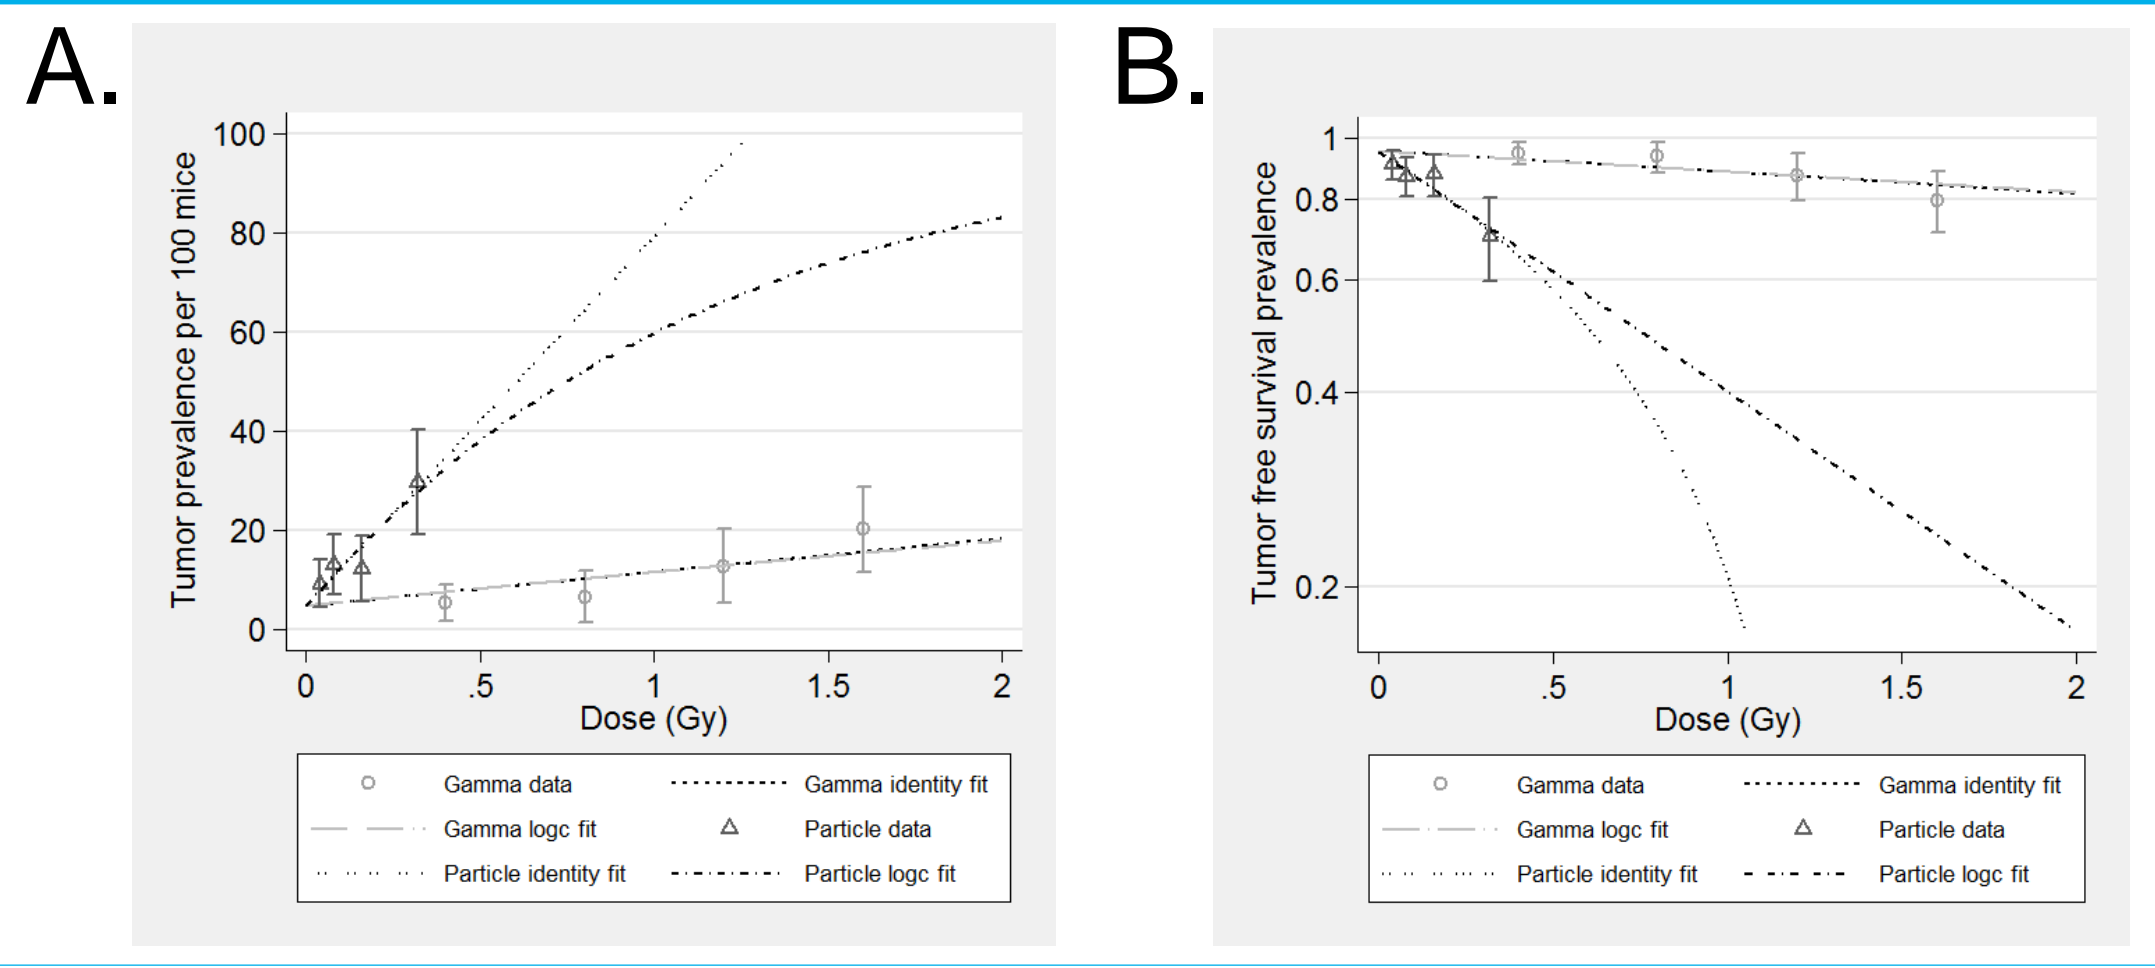 A.
Tumor prevalence per 100 mice
100
80
60
40
20
0
0 .5 1 1.5 2
Dose (Gy)
Gamma data Gamma identity fit
Gamma logc fit Particle data
Particle identity fit Particle logc fit
B.
Tumor free survival prevalence
1
0.8
0.6
0.4
0.2
0 .5 1 1.5 2
Dose (Gy)
Gamma data Gamma identity fit
Gamma logc fit Particle data
Particle identity fit Particle logc fit